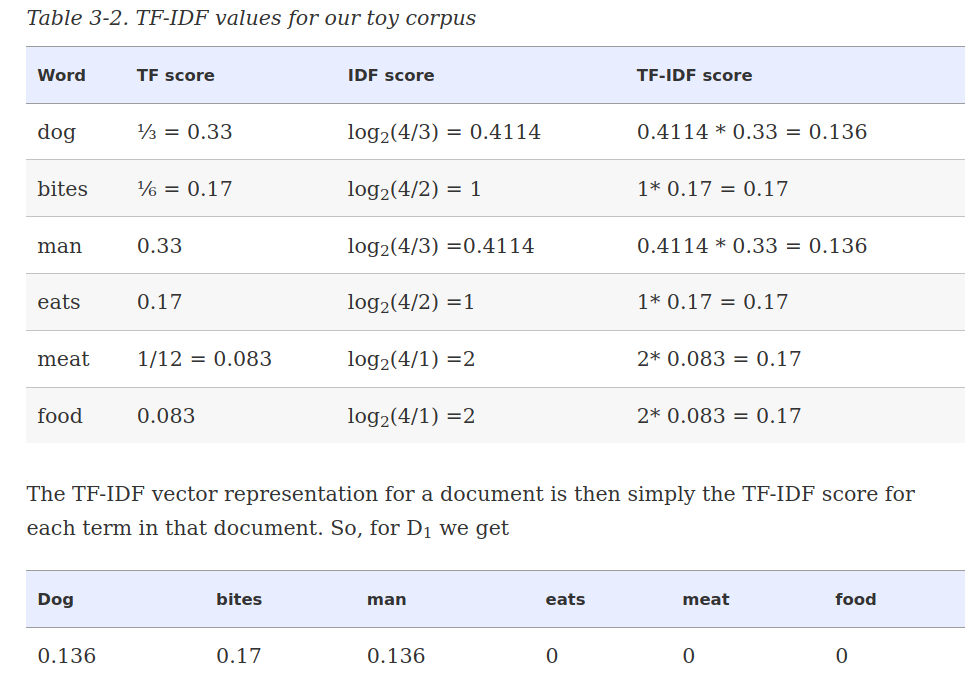 Table 3-2. TF-IDF values for our toy corpus
Word TF score IDF score TF-IDF score
dog ⅓ = 0.33 log₂(4/3) = 0.4114 0.4114 * 0.33 = 0.136
bites ⅙ = 0.17 log₂(4/2) = 1 1* 0.17 = 0.17
man 0.33 log₂(4/3) =0.4114 0.4114 * 0.33 = 0.136
eats 0.17 log₂(4/2) =1 1* 0.17 = 0.17
meat 1/12 = 0.083 log₂(4/1) =2 2* 0.083 = 0.17
food 0.083 log₂(4/1) =2 2* 0.083 = 0.17
The TF-IDF vector representation for a document is then simply the TF-IDF score for
each term in that document. So, for D₁ we get
Dog bites man eats meat food
0.136 0.17 0.136 0 0 0